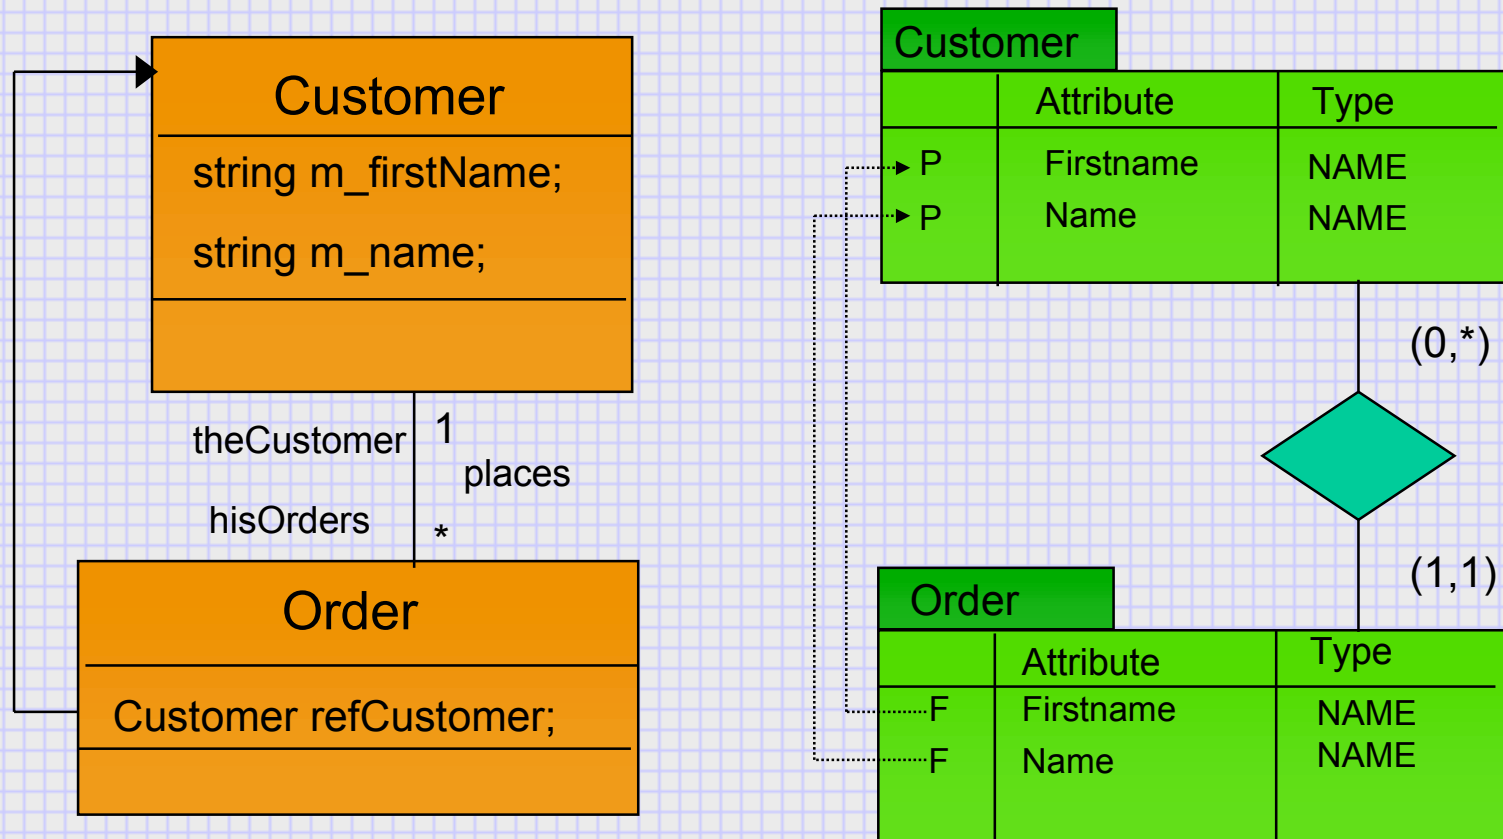 Customer
string m_firstName;
string m_name;
theCustomer 1
places
hisOrders *
Order
Customer refCustomer;
Customer
Attribute Type
P Firstname NAME
P Name NAME
(0,*)
(1,1)
Order
Attribute Type
F Firstname NAME
F Name NAME